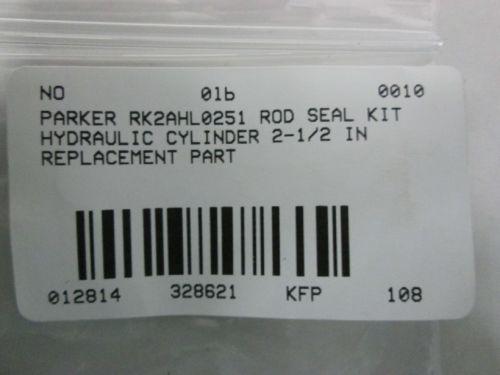 NO 01b 0010
PARKER RK2AHL0251 ROD SEAL KIT
HYDRAULIC CYLINDER 2-1/2 IN
REPLACEMENT PART
012814 328621 KFP 108